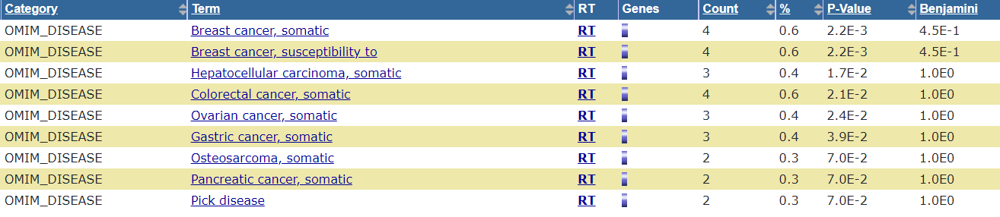 Category Term RT Genes Count % P-Value Benjamini
OMIM_DISEASE Breast cancer, somatic RT 4 0.6 2.2E-3 4.5E-1
OMIM_DISEASE Breast cancer, susceptibility to RT 4 0.6 2.2E-3 4.5E-1
OMIM_DISEASE Hepatocellular carcinoma, somatic RT 3 0.4 1.7E-2 1.0E0
OMIM_DISEASE Colorectal cancer, somatic RT 4 0.6 2.1E-2 1.0E0
OMIM_DISEASE Ovarian cancer, somatic RT 3 0.4 2.4E-2 1.0E0
OMIM_DISEASE Gastric cancer, somatic RT 3 0.4 3.9E-2 1.0E0
OMIM_DISEASE Osteosarcoma, somatic RT 2 0.3 7.0E-2 1.0E0
OMIM_DISEASE Pancreatic cancer, somatic RT 2 0.3 7.0E-2 1.0E0
OMIM_DISEASE Pick disease RT 2 0.3 7.0E-2 1.0E0